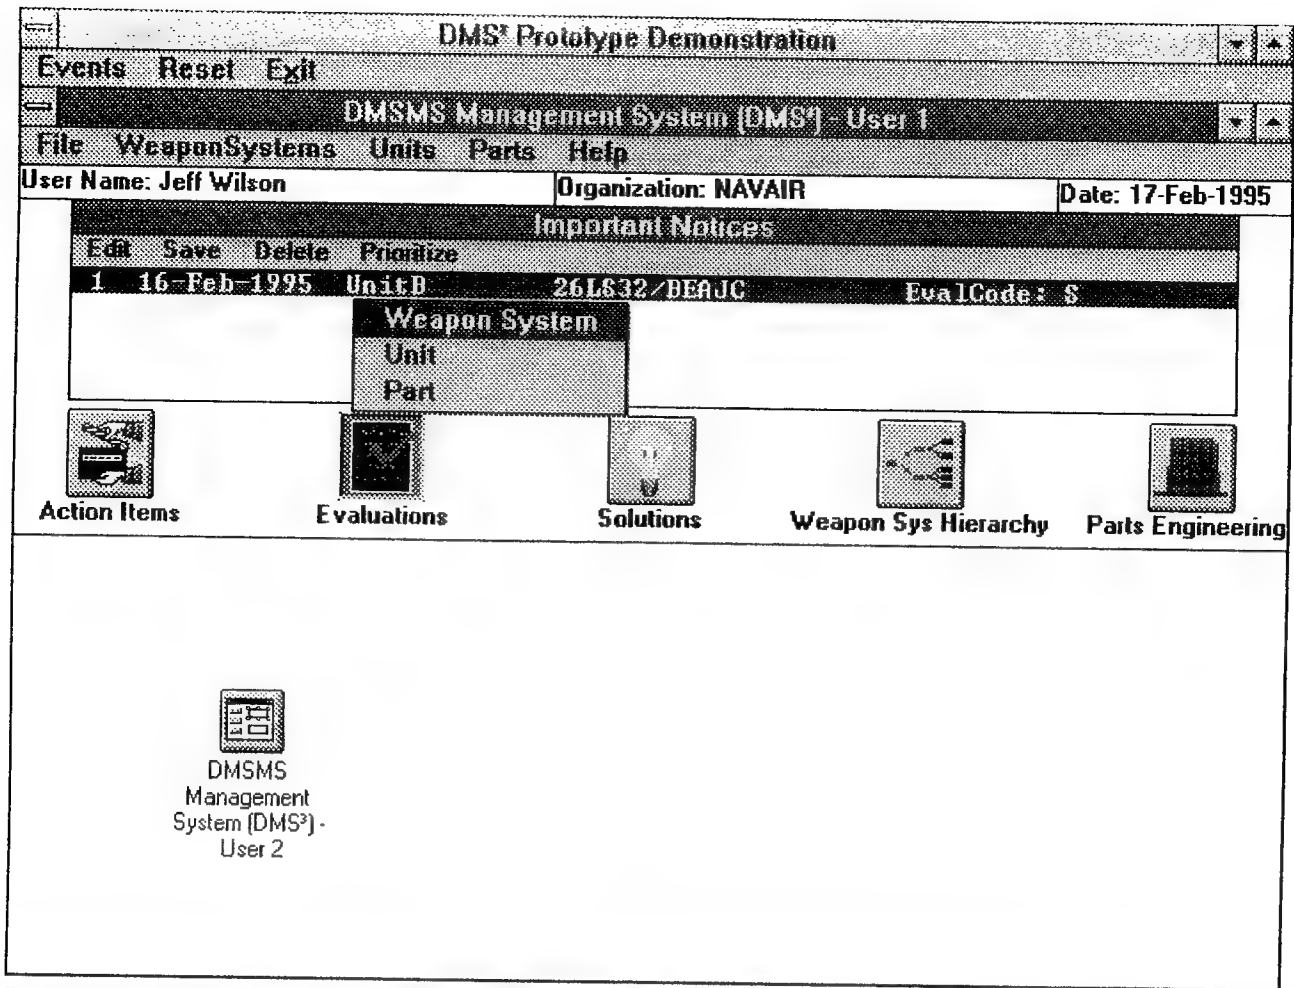 DMS³ Prototype Demonstration
Events Reset Exit
DMSMS Management System (DMS³) - User 1
File WeaponSystems Units Parts Help
User Name: Jeff Wilson Organization: NAVAIR Date: 17-Feb-1995
Important Notices
Edit Save Delete Prioritize
1 16-Feb-1995 UnitB 26LS32/BEAJC EvalCode: S
Weapon System
Unit
Part
Action Items Evaluations Solutions Weapon Sys Hierarchy Parts Engineering
DMSMS
Management
System (DMS³) -
User 2